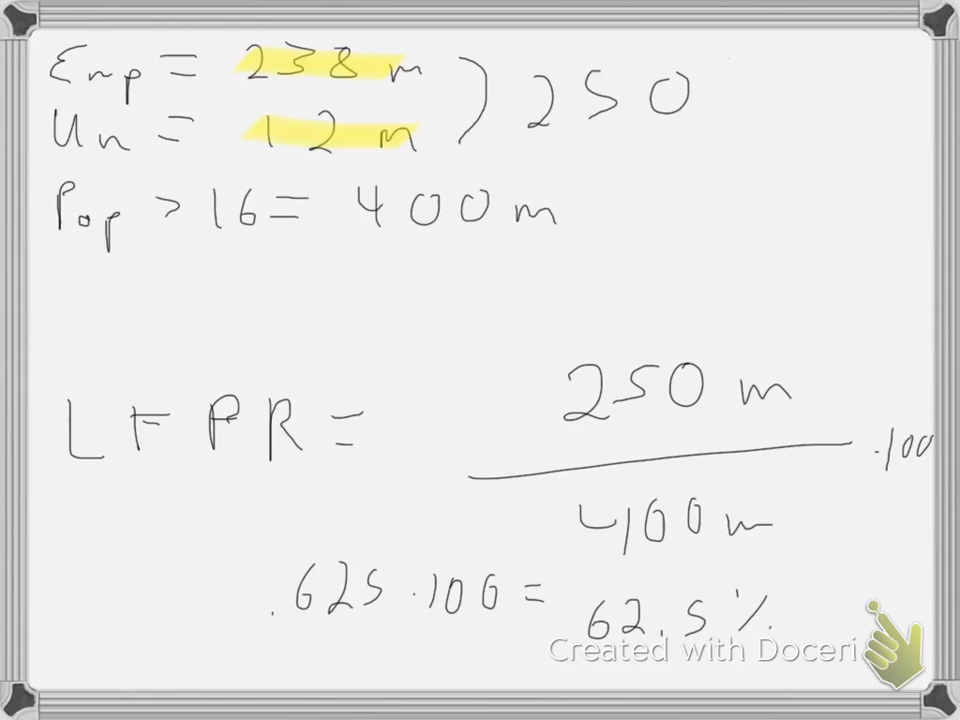 Emp = 238 m ) 250
Un = 12 m
Pop > 16 = 400 m
LFPR = 250 m
.100
400 m
.625 . 100 = 62.5 %
Created with Doceri